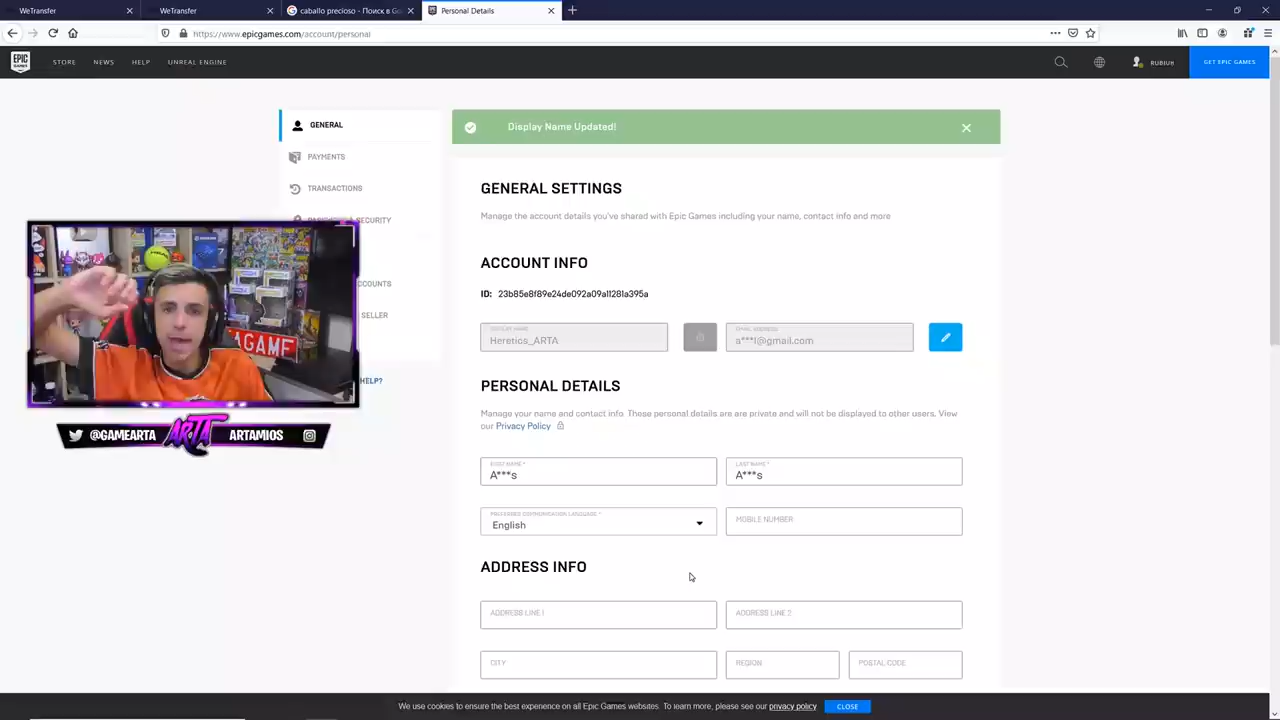 WeTransfer
WeTransfer
caballo precioso - Поиск в Go
Personal Details
https://www.epicgames.com/account/personal
EPIC GAMES
STORE
NEWS
HELP
UNREAL ENGINE
RUBIUH
GET EPIC GAMES
GENERAL
PAYMENTS
TRANSACTIONS
SECURITY
SELLER
HELP?
Display Name Updated!
GENERAL SETTINGS
Manage the account details you've shared with Epic Games including your name, contact info and more
ACCOUNT INFO
ID: 23b85e8f89e24de092a09a11281a395a
DISPLAY NAME
Heretics_ARTA
EMAIL ADDRESS
a***1@gmail.com
PERSONAL DETAILS
Manage your name and contact info. These personal details are are private and will not be displayed to other users. View
our Privacy Policy
FIRST NAME *
A***s
LAST NAME *
A***s
PREFERRED COMMUNICATION LANGUAGE *
English
MOBILE NUMBER
ADDRESS INFO
ADDRESS LINE 1
ADDRESS LINE 2
CITY
REGION
POSTAL CODE
AGAME
@GAMEARTA
ARTA
ARTAMIOS
We use cookies to ensure the best experience on all Epic Games websites. To learn more, please see our privacy policy
CLOSE